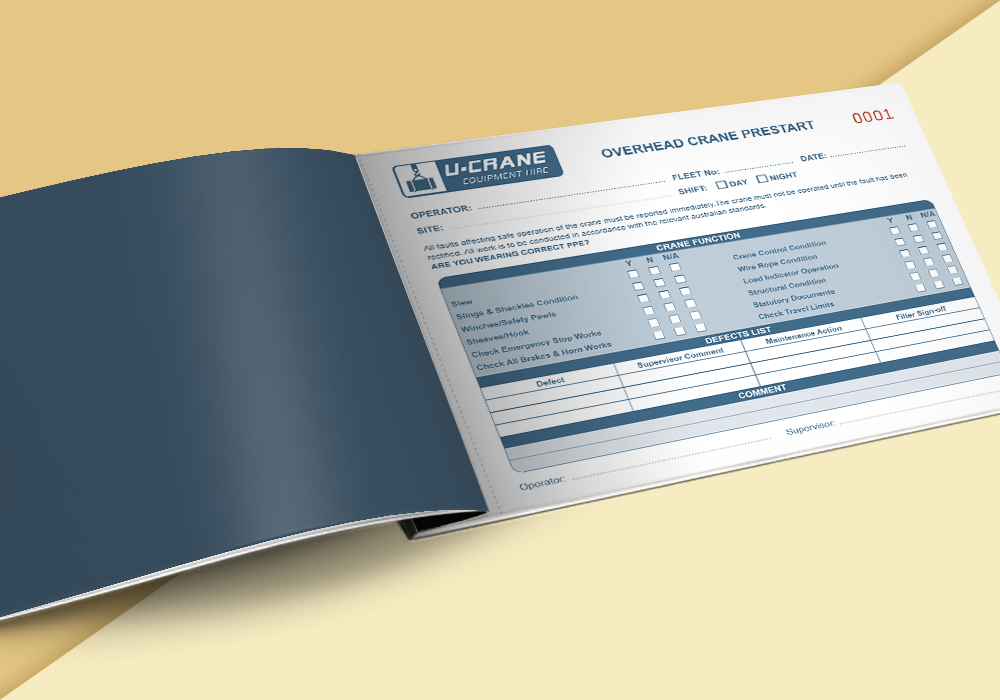 U-CRANE
EQUIPMENT HIRE
OVERHEAD CRANE PRESTART
0001
OPERATOR:
FLEET No:
DATE:
SITE:
SHIFT: DAY NIGHT
All faults affecting safe operation of the crane must be reported immediately.The crane must not be operated until the fault has been
rectified. All work is to be conducted in accordance with the relevant australian standards.
ARE YOU WEARING CORRECT PPE?
CRANE FUNCTION
Y N N/A
Y N N/A
Slew
Slings & Shackles Condition
Winches/Safety Pawls
Sheaves/Hook
Check Emergency Stop Works
Check All Brakes & Horn Works
Crane Control Condition
Wire Rope Condition
Load Indicator Operation
Structural Condition
Statutory Documents
Check Travel Limits
DEFECTS LIST
Defect
Supervisor Comment
Maintenance Action
Fitter Sign-off
COMMENT
Operator:
Supervisor: